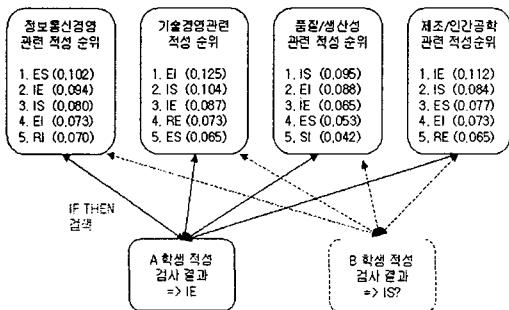 정보통신경영
관련 적성 순위
1. ES (0,102)
2. IE (0,094)
3. IS (0,080)
4. EI (0,073)
5. RI (0,070)
기술경영관련
적성 순위
1. EI (0,125)
2. IS (0,104)
3. IE (0,087)
4. RE (0,073)
5. ES (0,065)
품질/생산성
관련 적성 순위
1. IS (0,095)
2. EI (0,088)
3. IE (0,065)
4. ES (0,053)
5. SI (0,042)
제조/인간공학
관련 적성순위
1. IE (0,112)
2. IS (0,084)
3. ES (0,077)
4. EI (0,073)
5. RE (0,065)
IF THEN
검색
A 학생 적성
검사 결과
=> IE
B 학생 적성
검사 결과
=> IS?